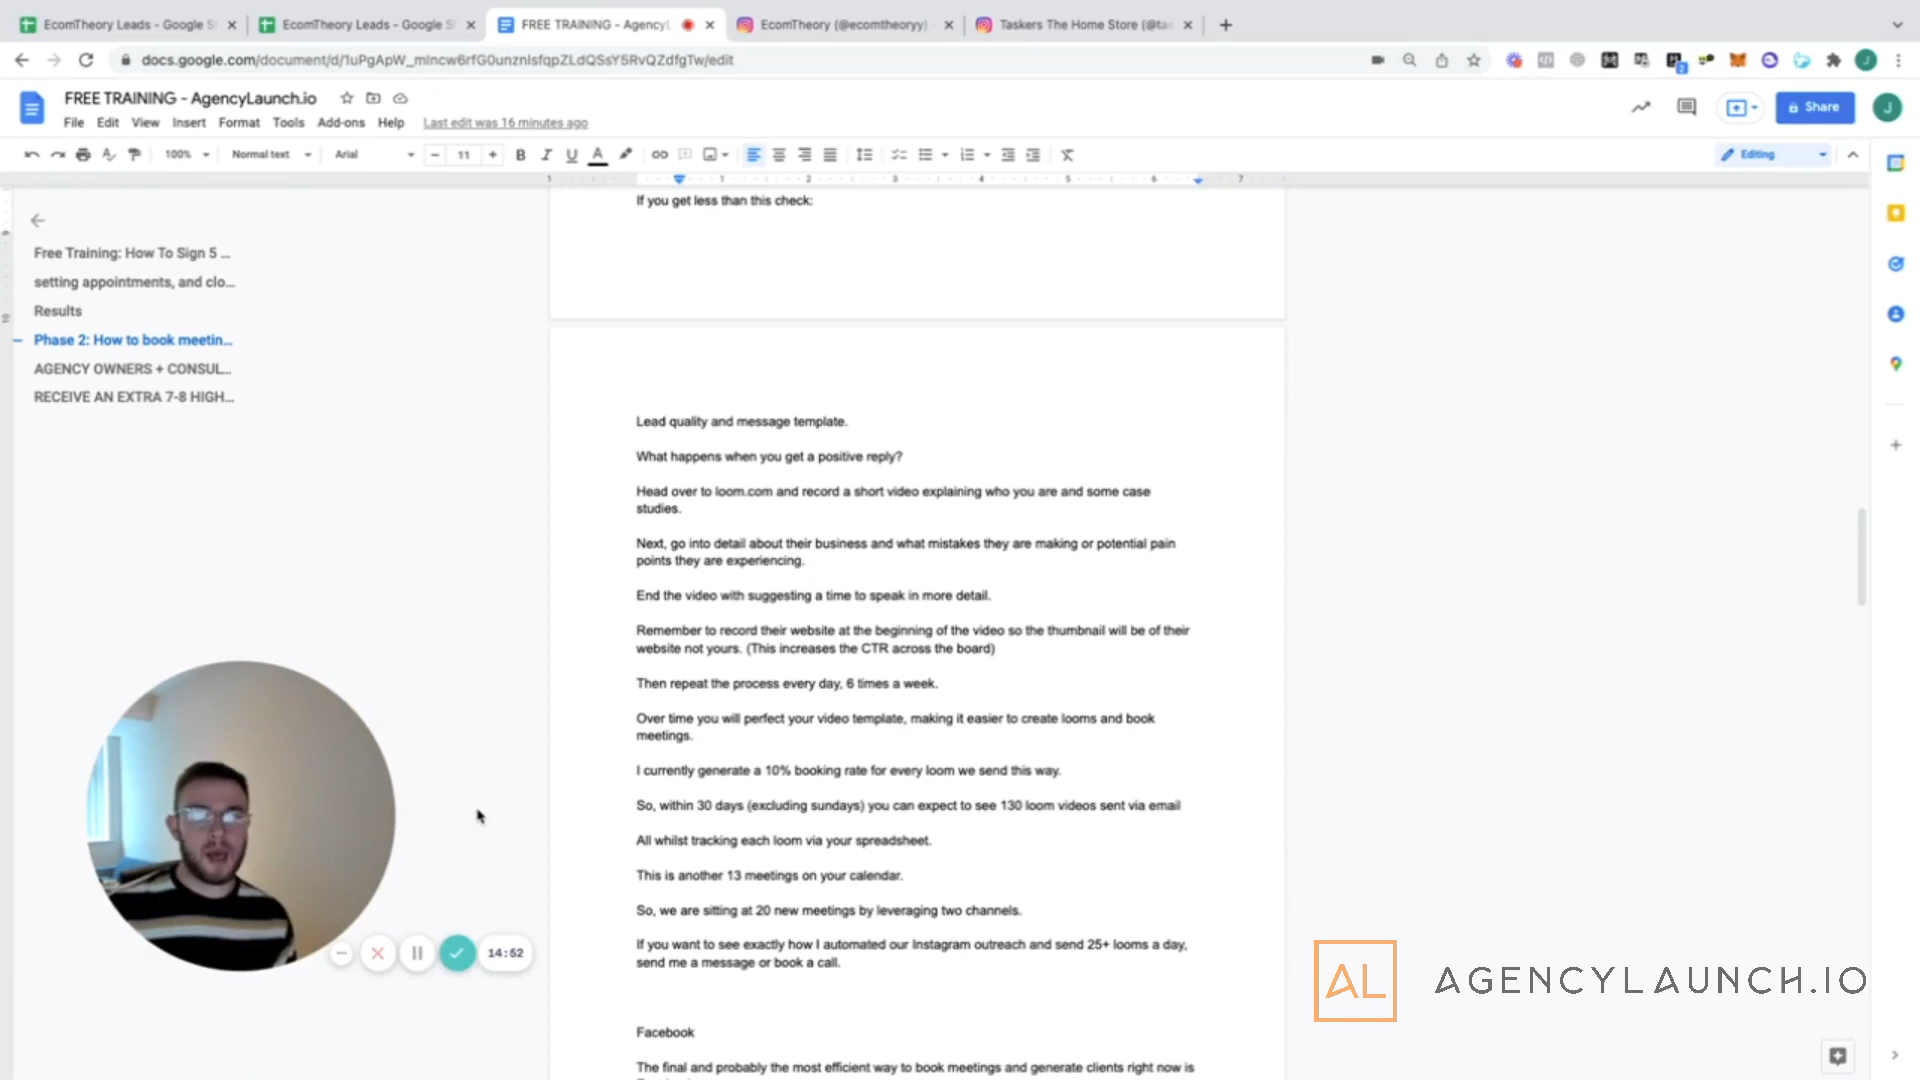 EcomTheory Leads - Google S
EcomTheory Leads - Google S
FREE TRAINING - AgencyL
EcomTheory (@ecomtheoryy)
Taskers The Home Store (@tas
docs.google.com/document/d/1uPgApW_mlncw6rfG0unznlsfqpZLdQSsY5RvQZdfgTw/edit
FREE TRAINING - AgencyLaunch.io
File Edit View Insert Format Tools Add-ons Help Last edit was 16 minutes ago
Share
J
100% Normal text Arial 11 Editing
1 1 2 3 4 5 6 7
If you get less than this check:
Free Training: How To Sign 5 ...
setting appointments, and clo...
Results
Phase 2: How to book meetin...
AGENCY OWNERS + CONSUL...
RECEIVE AN EXTRA 7-8 HIGH...
Lead quality and message template.
What happens when you get a positive reply?
Head over to loom.com and record a short video explaining who you are and some case
studies.
Next, go into detail about their business and what mistakes they are making or potential pain
points they are experiencing.
End the video with suggesting a time to speak in more detail.
Remember to record their website at the beginning of the video so the thumbnail will be of their
website not yours. (This increases the CTR across the board)
Then repeat the process every day, 6 times a week.
Over time you will perfect your video template, making it easier to create looms and book
meetings.
I currently generate a 10% booking rate for every loom we send this way.
So, within 30 days (excluding sundays) you can expect to see 130 loom videos sent via email
All whilst tracking each loom via your spreadsheet.
This is another 13 meetings on your calendar.
So, we are sitting at 20 new meetings by leveraging two channels.
If you want to see exactly how I automated our Instagram outreach and send 25+ looms a day,
send me a message or book a call.
14:52
AL AGENCYLAUNCH.IO
Facebook
The final and probably the most efficient way to book meetings and generate clients right now is